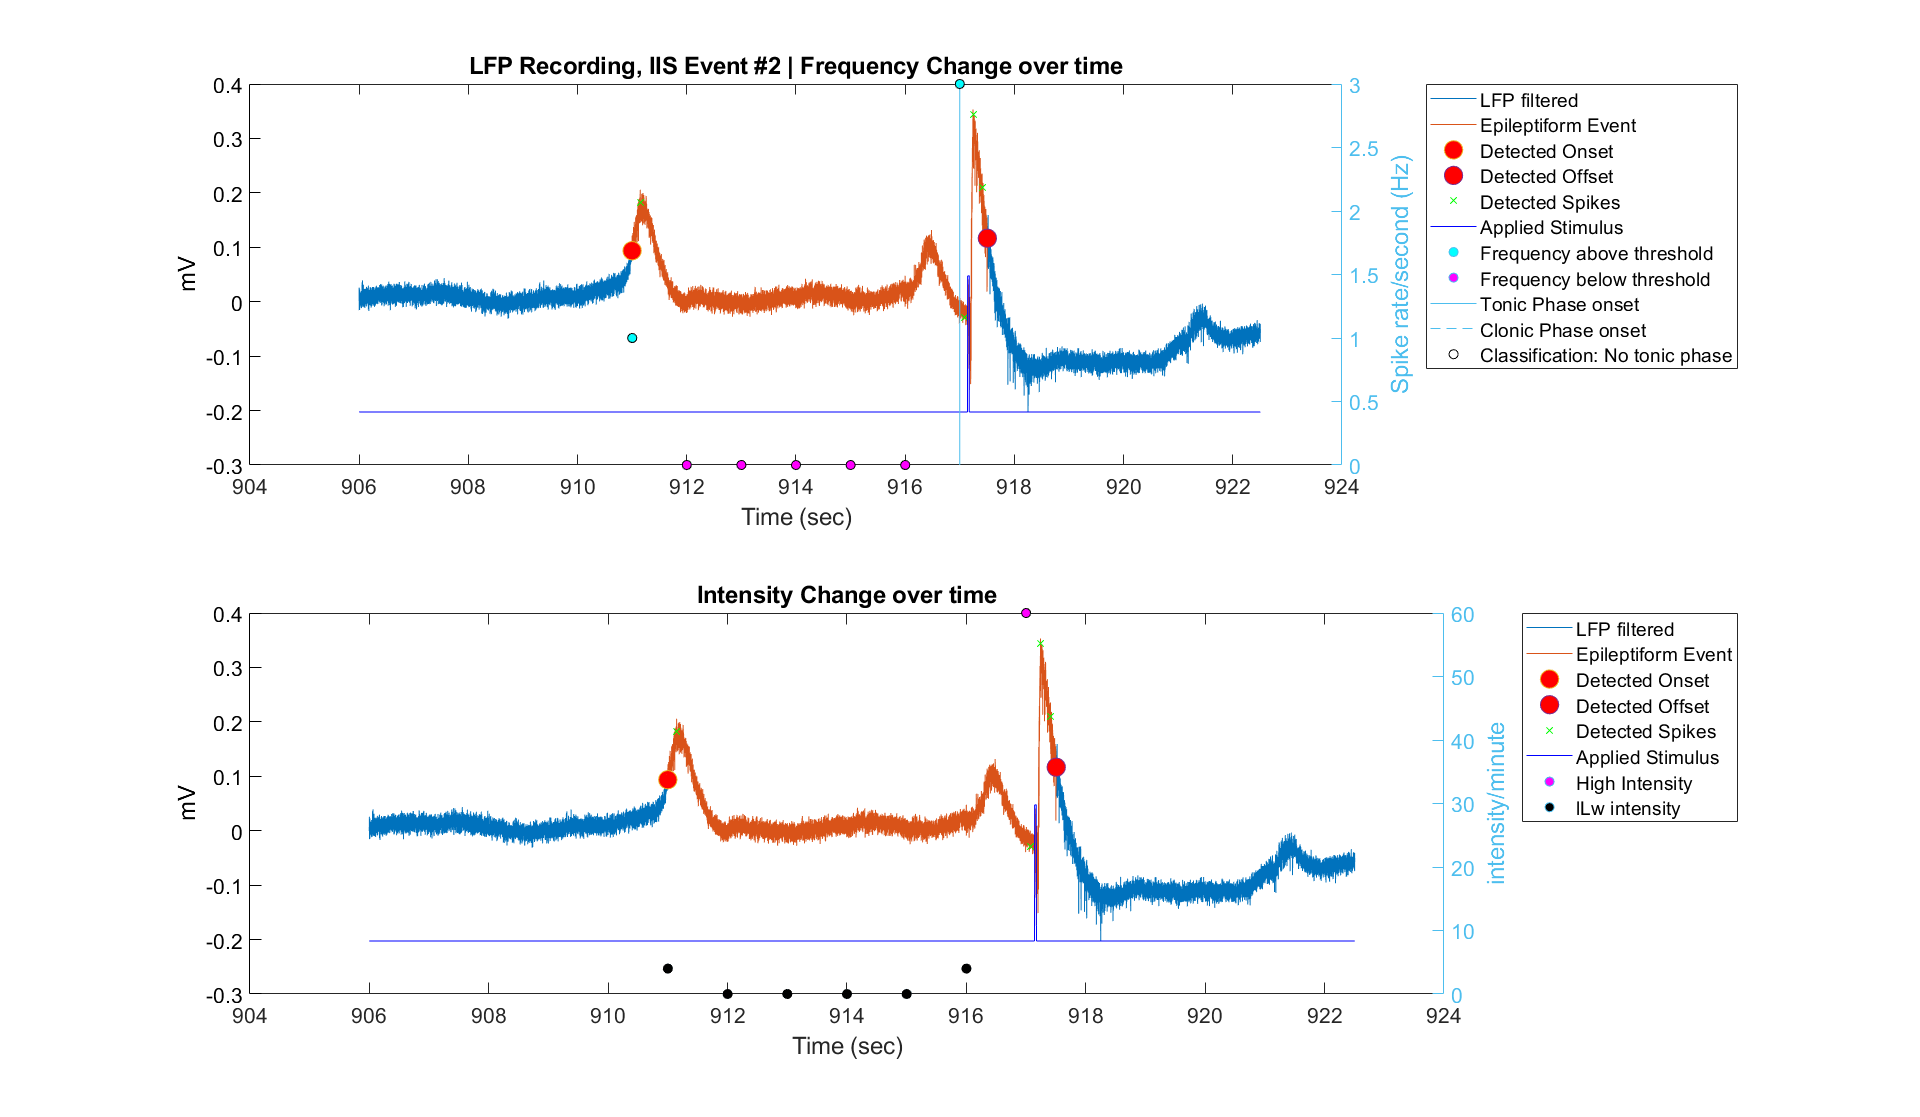 LFP Recording, IIS Event #2 | Frequency Change over time
0.4
0.3
0.2
0.1
0
-0.1
-0.2
-0.3
mV
904 906 908 910 912 914 916 918 920 922 924
Time (sec)
3
2.5
2
1.5
1
0.5
0
Spike rate/second (Hz)
LFP filtered
Epileptiform Event
Detected Onset
Detected Offset
Detected Spikes
Applied Stimulus
Frequency above threshold
Frequency below threshold
Tonic Phase onset
Clonic Phase onset
Classification: No tonic phase
Intensity Change over time
0.4
0.3
0.2
0.1
0
-0.1
-0.2
-0.3
mV
904 906 908 910 912 914 916 918 920 922 924
Time (sec)
60
50
40
30
20
10
0
intensity/minute
LFP filtered
Epileptiform Event
Detected Onset
Detected Offset
Detected Spikes
Applied Stimulus
High Intensity
lLw intensity